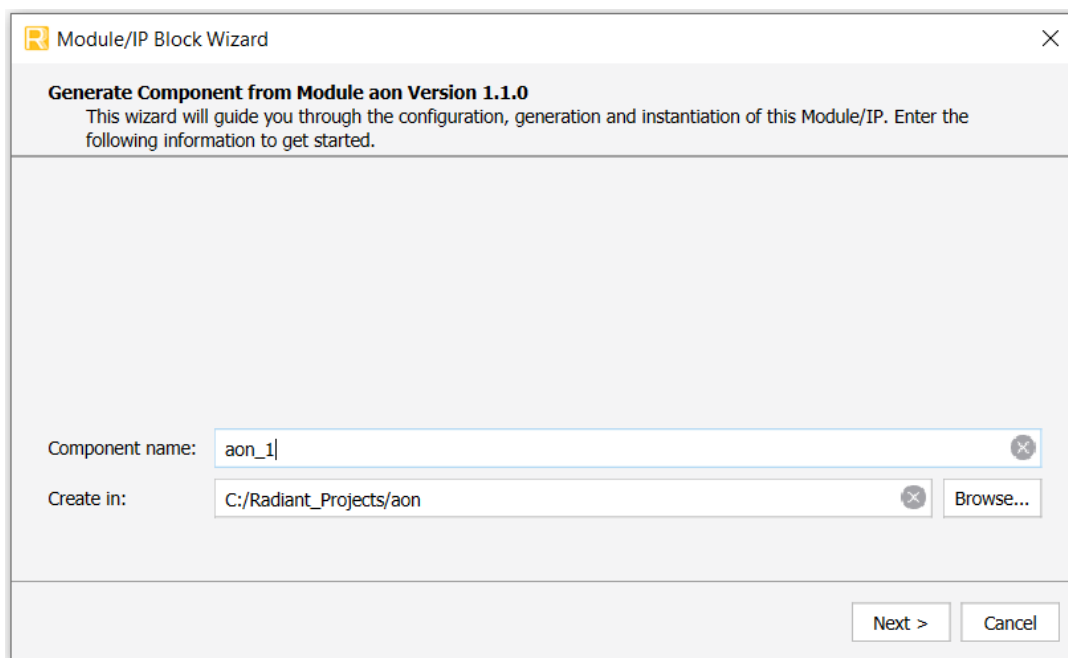 Module/IP Block Wizard
Generate Component from Module aon Version 1.1.0
This wizard will guide you through the configuration, generation and instantiation of this Module/IP. Enter the
following information to get started.
Component name: aon_1
Create in: C:/Radiant_Projects/aon Browse...
Next > Cancel